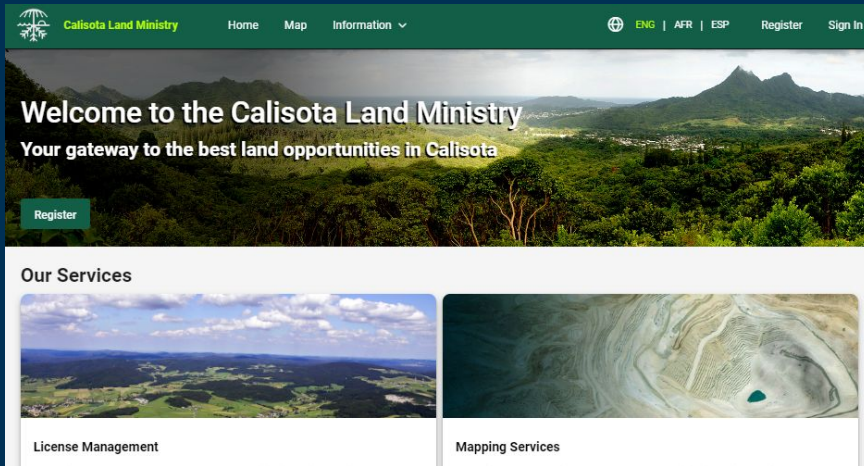 Calisota Land Ministry Home Map Information ENG | AFR | ESP Register Sign In
Welcome to the Calisota Land Ministry
Your gateway to the best land opportunities in Calisota
Register
Our Services
License Management Mapping Services